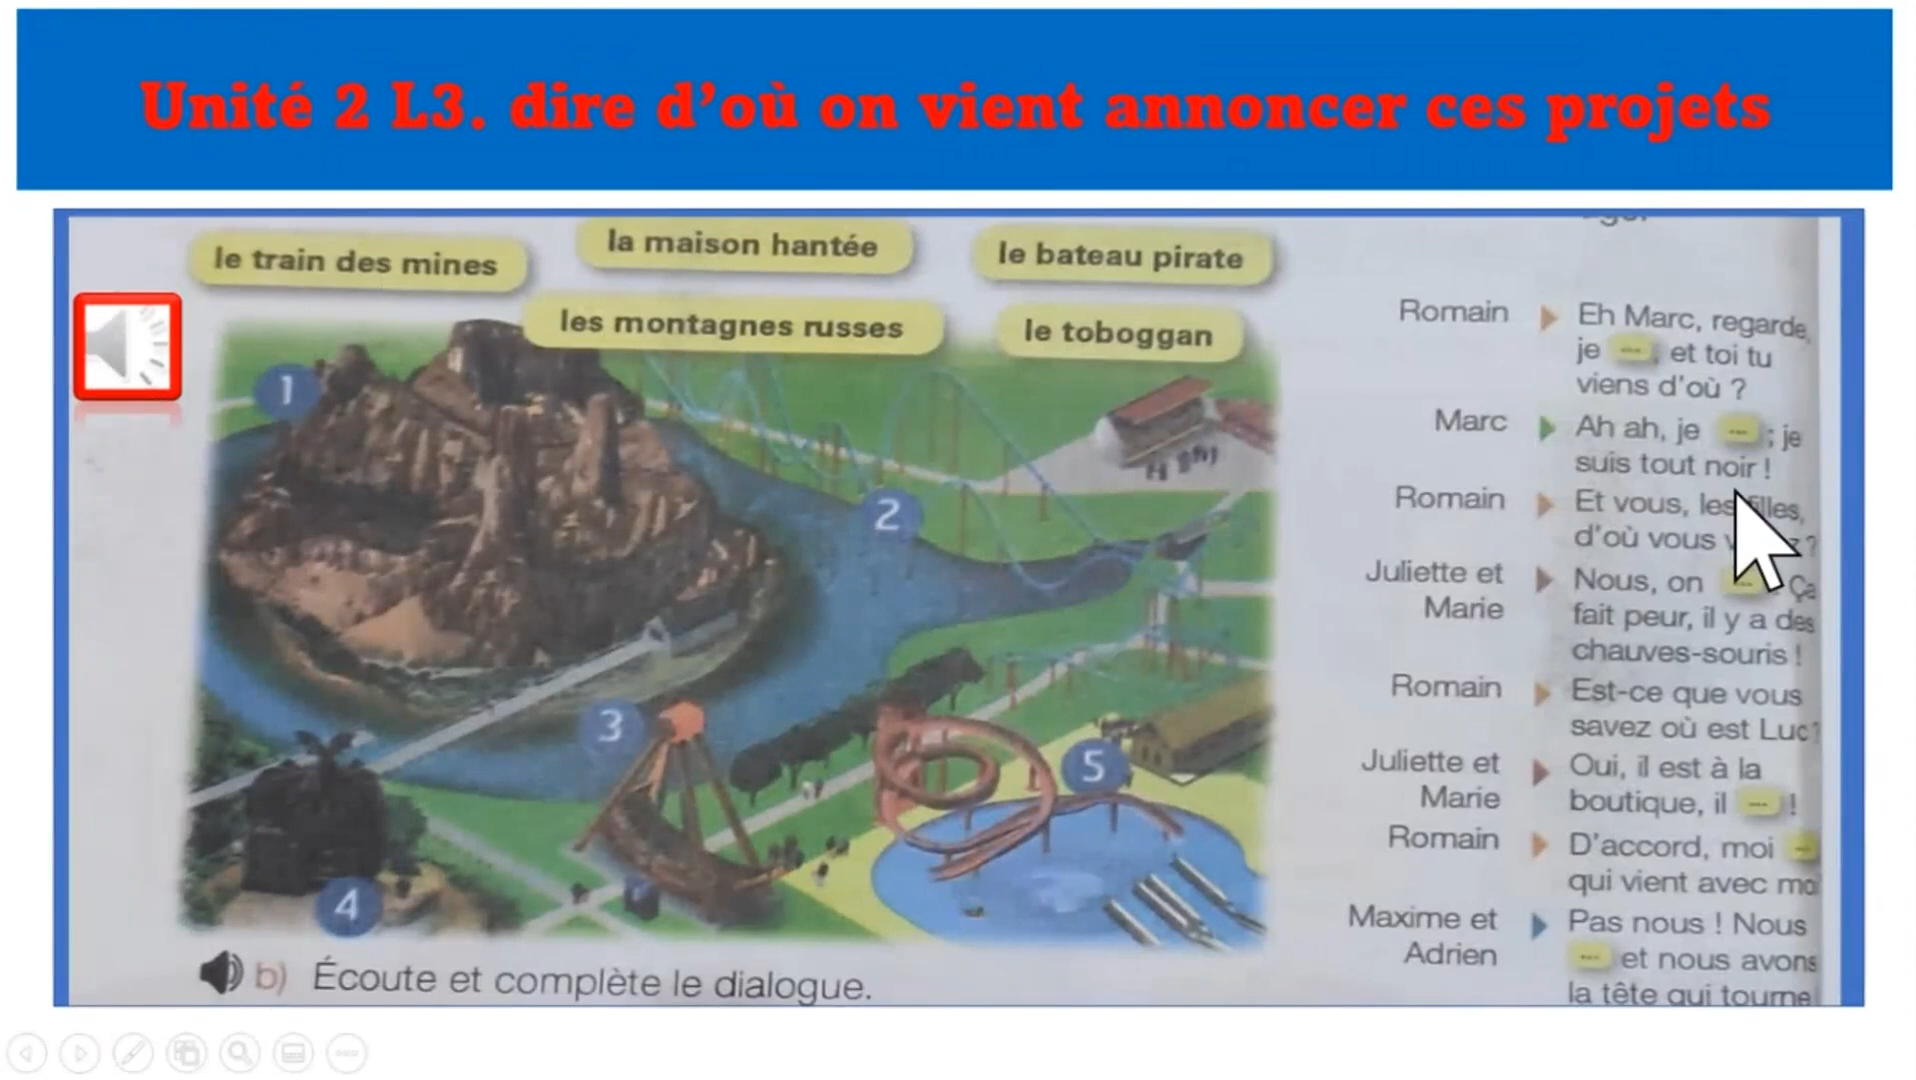 Unité 2 L3. dire d'où on vient annoncer ces projets
le train des mines
la maison hantée
le bateau pirate
les montagnes russes
le toboggan
1
2
3
4
5
b) Écoute et complète le dialogue.
Romain Eh Marc, regarde,
je ... , et toi tu
viens d'où ?
Marc Ah ah, je ... ; je
suis tout noir !
Romain Et vous, les filles,
d'où vous ?
Juliette et Nous, on ... . Ça
Marie fait peur, il y a des
chauves-souris !
Romain Est-ce que vous
savez où est Luc?
Juliette et Oui, il est à la
Marie boutique, il ... !
Romain D'accord, moi ...
qui vient avec
Maxime et Pas nous ! Nous
Adrien ... et nous avons
la tête qui tourne